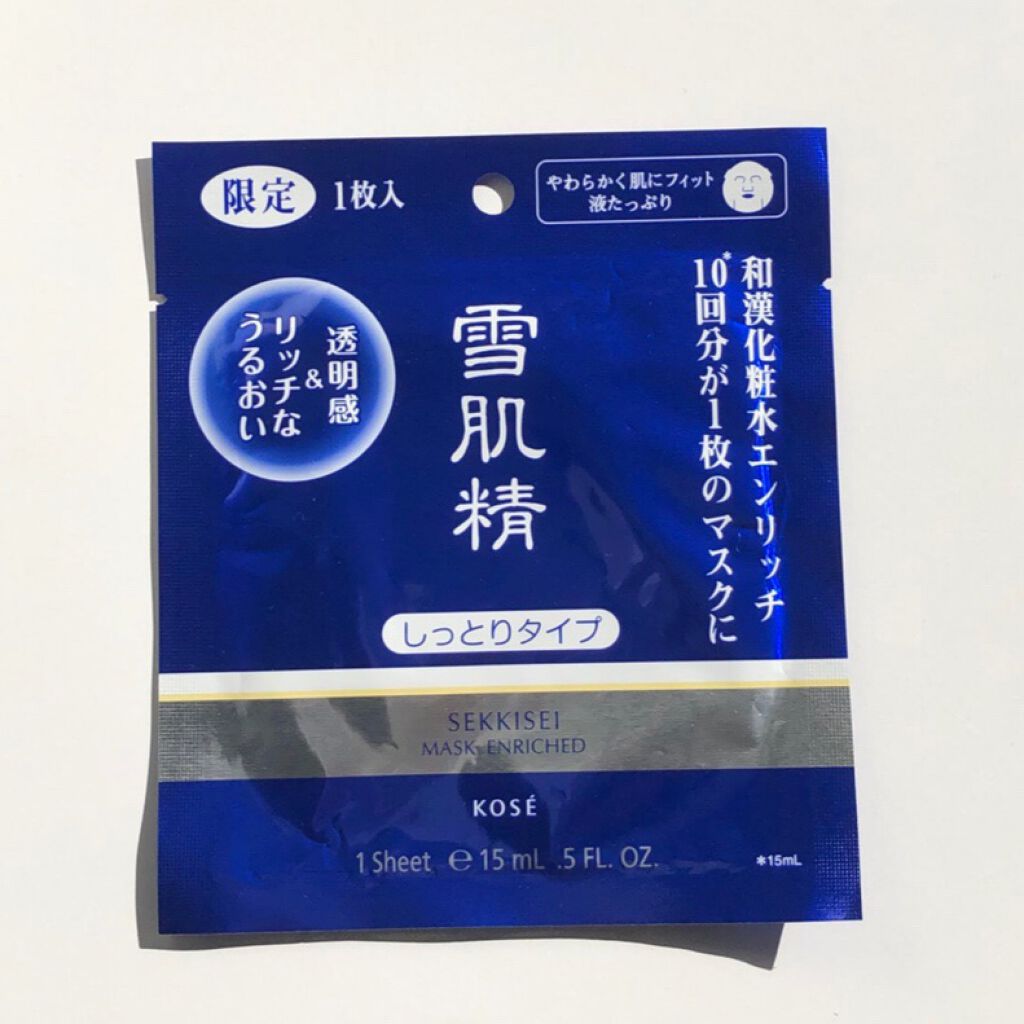 限定 1枚入
やわらかく肌にフィット
液たっぷり
和漢化粧水エンリッチ
10*回分が1枚のマスクに
透明感
&
リッチな
うるおい
雪肌精
しっとりタイプ
SEKKISEI
MASK ENRICHED
KOSÉ
1 Sheet ℮ 15 mL .5 FL. OZ.
*15mL